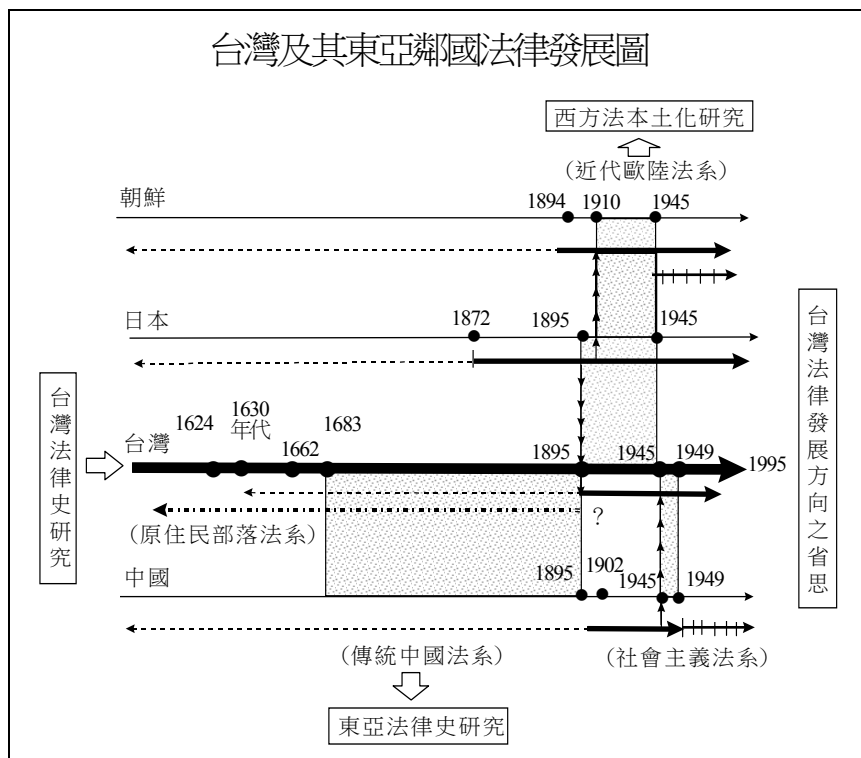 台灣及其東亞鄰國法律發展圖
西方法本土化研究
(近代歐陸法系)
朝鮮
1894 1910 1945
日本
1872 1895 1945
台灣法律史研究
台灣
1624
1630
年代
1662
1683
1895 1945 1949
1995
(原住民部落法系)
?
中國
1895 1902 1945 1949
(傳統中國法系)
(社會主義法系)
東亞法律史研究
台灣法律發展方向之省思